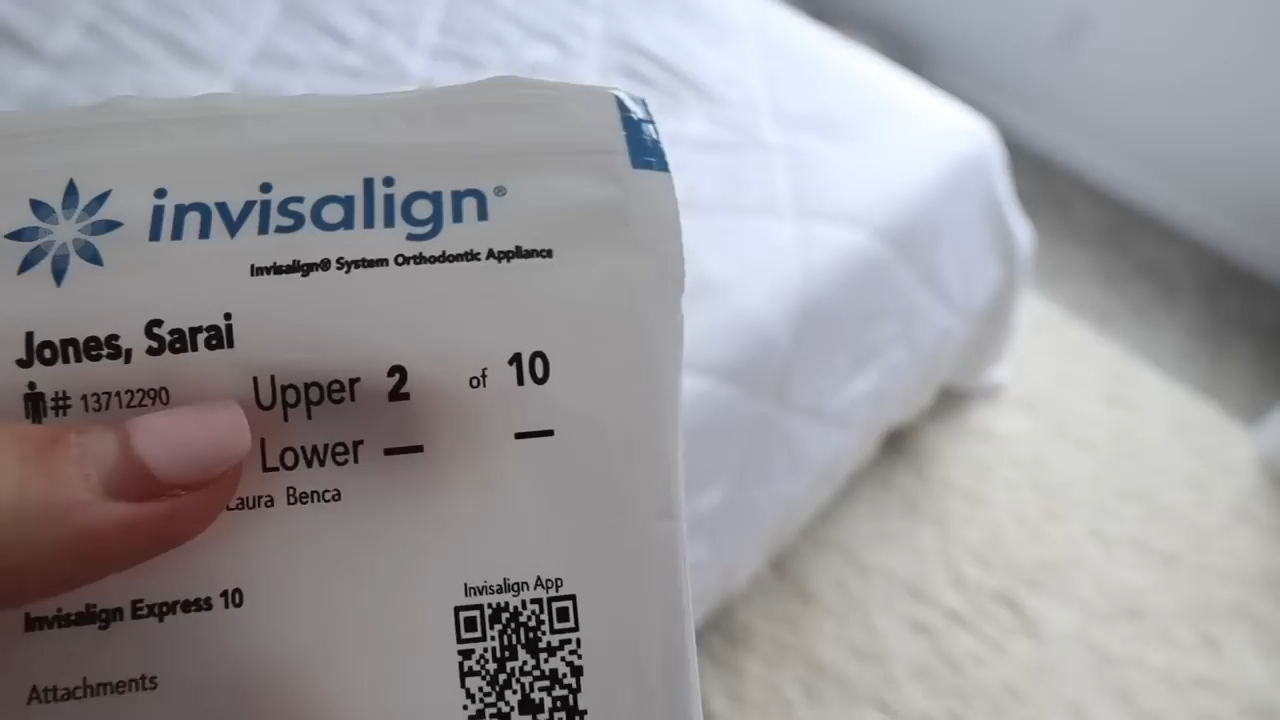 invisalign®
Invisalign® System Orthodontic Appliance
Jones, Sarai
# 13712290
Upper 2 of 10
Lower — —
Laura Benca
Invisalign Express 10
Invisalign App
Attachments